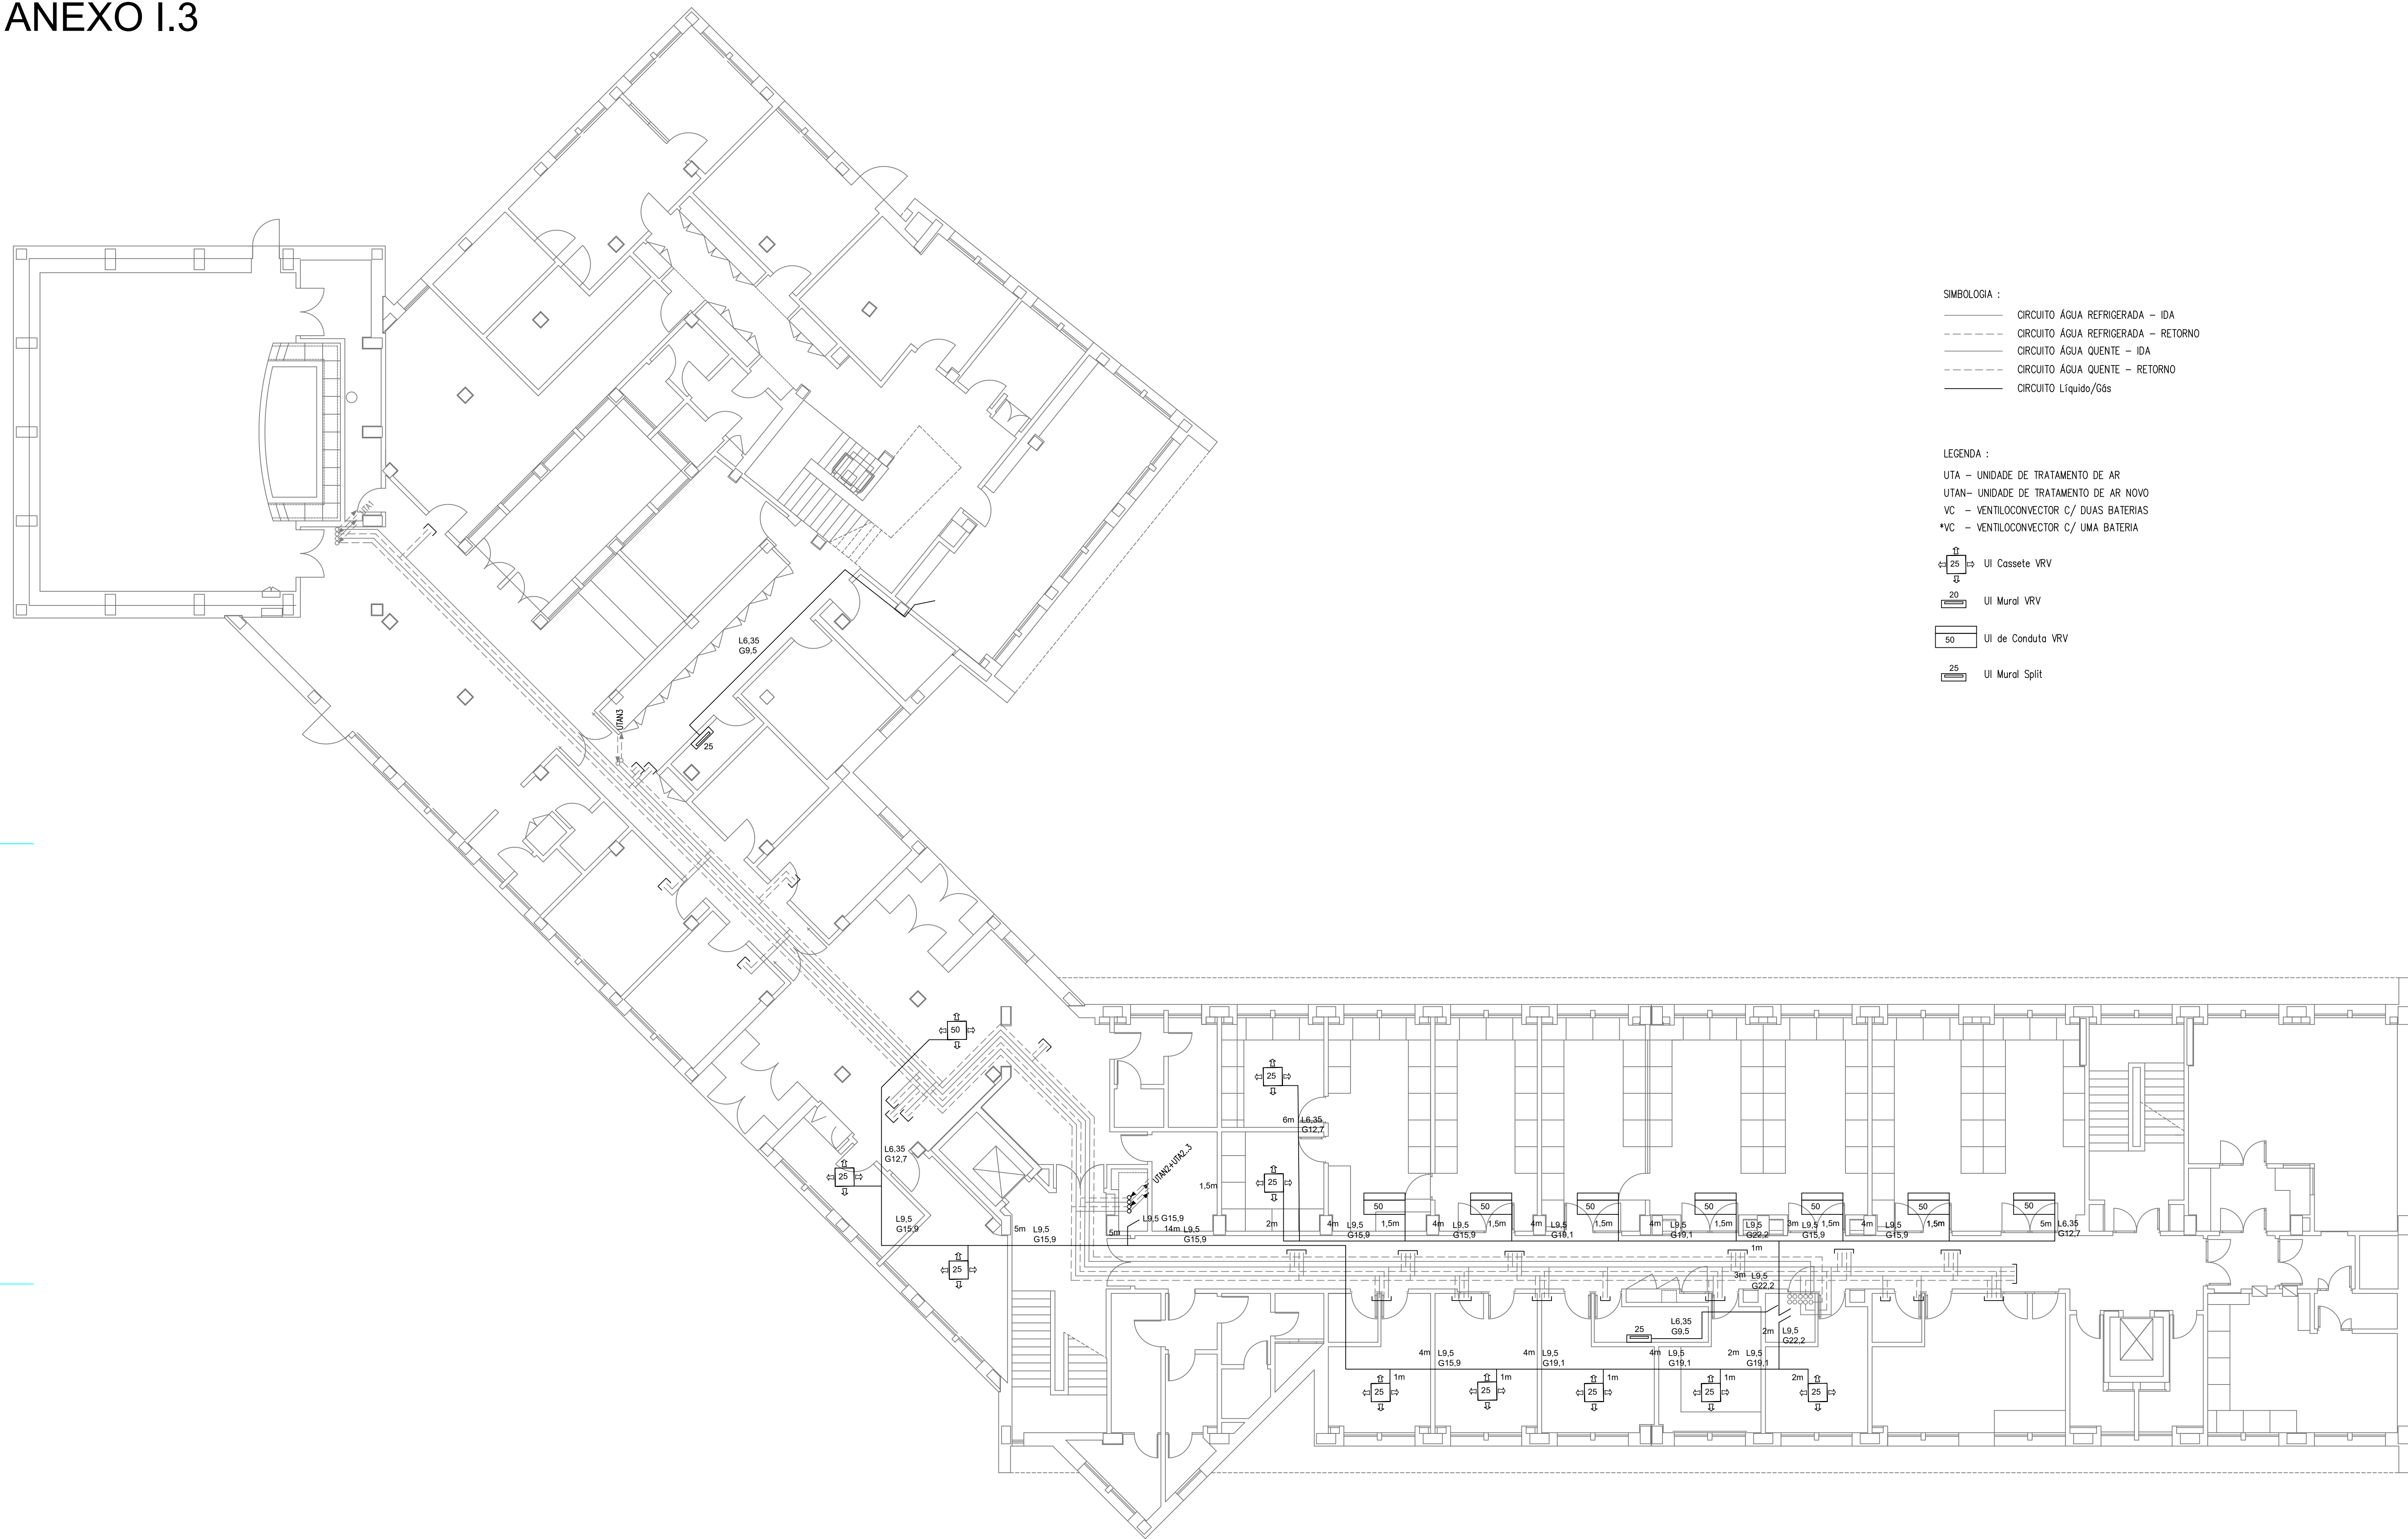 ANEXO I.3
SIMBOLOGIA :
CIRCUITO ÁGUA REFRIGERADA - IDA
CIRCUITO ÁGUA REFRIGERADA - RETORNO
CIRCUITO ÁGUA QUENTE - IDA
CIRCUITO ÁGUA QUENTE - RETORNO
CIRCUITO Líquido/Gás
LEGENDA :
UTA - UNIDADE DE TRATAMENTO DE AR
UTAN- UNIDADE DE TRATAMENTO DE AR NOVO
VC - VENTILOCONVECTOR C/ DUAS BATERIAS
*VC - VENTILOCONVECTOR C/ UMA BATERIA
25 UI Cassete VRV
20
UI Mural VRV
50 UI de Conduta VRV
25
UI Mural Split
UTA1
L6,35
G9,5
UTAN3
25
50
25
6m L6,35
G12,7
L6,35
G12,7
25
UTAN2+UTA2..3
1,5m
25
50
50
50
50
50
50
50
L9,5
G15,9
5m L9,5
G15,9
5m
L9,5 G15,9
14m L9,5
G15,9
2m
4m L9,5
G15,9
1,5m
4m L9,5
G15,9
1,5m
4m L9,5
G19,1
1,5m
4m L9,5
G19,1
1,5m
L9,5
G22,2
3m L9,5
G15,9
1,5m
4m L9,5
G15,9
1,5m
5m L6,35
G12,7
1m
25
3m L9,5
G22,2
25
L6,35
G9,5
2m L9,5
G22,2
4m L9,5
G15,9
4m L9,5
G19,1
4m L9,5
G19,1
2m L9,5
G19,1
1m
1m
1m
1m
2m
25
25
25
25
25